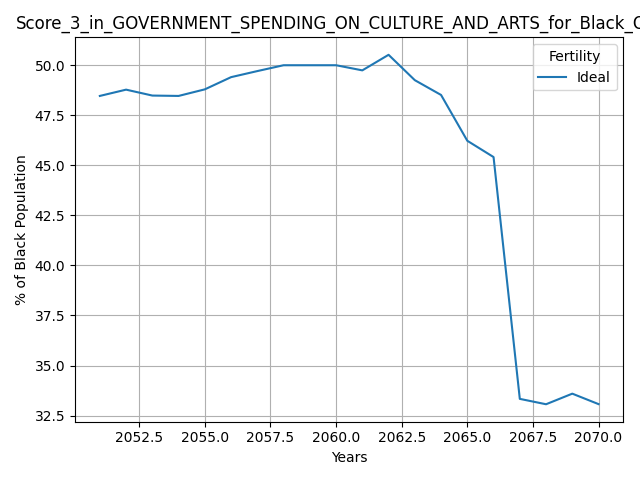 Score_3_in_GOVERNMENT_SPENDING_ON_CULTURE_AND_ARTS_for_Black_
Fertility
Ideal
50.0
47.5
45.0
42.5
40.0
37.5
35.0
32.5
% of Black Population
2052.5 2055.0 2057.5 2060.0 2062.5 2065.0 2067.5 2070.0
Years